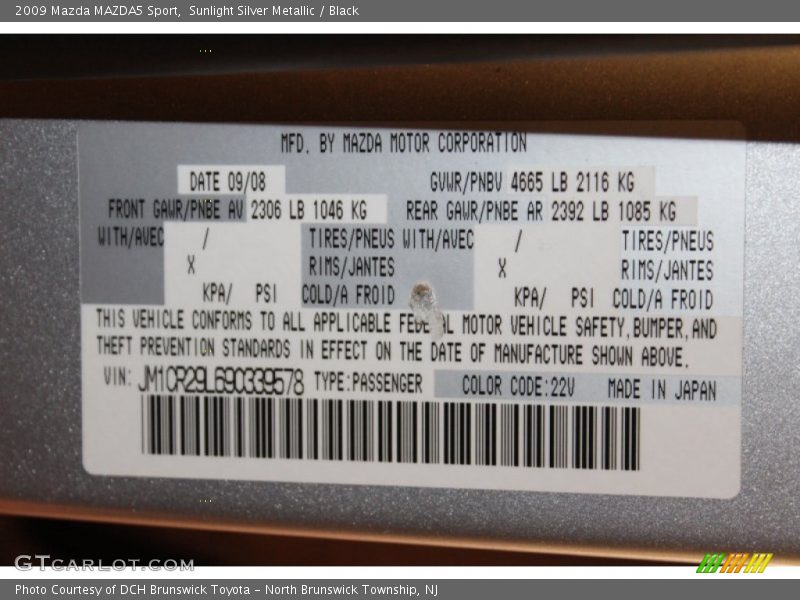 2009 Mazda MAZDA5 Sport, Sunlight Silver Metallic / Black
MFD. BY MAZDA MOTOR CORPORATION
DATE 09/08 GVWR/PNBV 4665 LB 2116 KG
FRONT GAWR/PNBE AV 2306 LB 1046 KG REAR GAWR/PNBE AR 2392 LB 1085 KG
WITH/AVEC / TIRES/PNEUS WITH/AVEC / TIRES/PNEUS
X RIMS/JANTES X RIMS/JANTES
KPA/ PSI COLD/A FROID KPA/ PSI COLD/A FROID
THIS VEHICLE CONFORMS TO ALL APPLICABLE FEDERAL MOTOR VEHICLE SAFETY, BUMPER, AND
THEFT PREVENTION STANDARDS IN EFFECT ON THE DATE OF MANUFACTURE SHOWN ABOVE.
VIN: JM1CR29L690339578 TYPE:PASSENGER COLOR CODE:22V MADE IN JAPAN
GTCARLOT.COM
Photo Courtesy of DCH Brunswick Toyota - North Brunswick Township, NJ